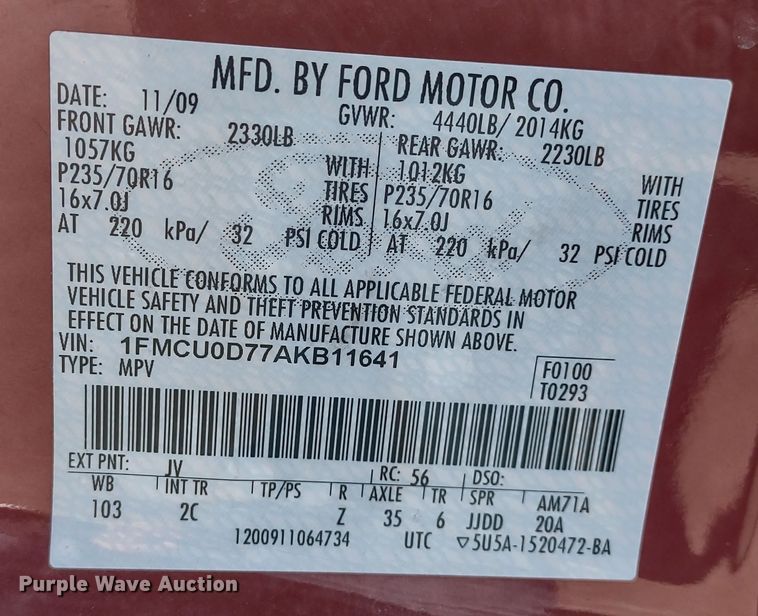 MFD. BY FORD MOTOR CO.
DATE: 11/09 GVWR: 4440LB/ 2014KG
FRONT GAWR: 2330LB REAR GAWR: 2230LB
1057KG WITH 1012KG WITH
P235/70R16 TIRES P235/70R16 TIRES
16x7.0J RIMS 16x7.0J RIMS
AT 220 kPa/ 32 PSI COLD AT 220 kPa/ 32 PSI COLD
THIS VEHICLE CONFORMS TO ALL APPLICABLE FEDERAL MOTOR
VEHICLE SAFETY AND THEFT PREVENTION STANDARDS IN
EFFECT ON THE DATE OF MANUFACTURE SHOWN ABOVE.
VIN: 1FMCU0D77AKB11641
TYPE: MPV F0100
T0293
EXT PNT: JV RC: 56 DSO:
WB INT TR TP/PS R AXLE TR SPR AM71A
103 2C Z 35 6 JJDD 20A
1200911064734 UTC ▽5U5A-1520472-BA
Purple Wave Auction